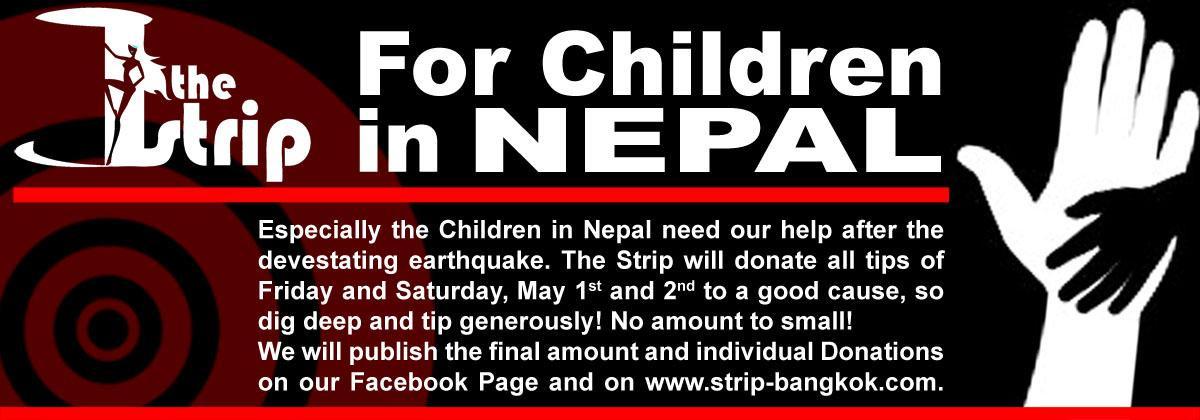 the
strip
For Children
in NEPAL
Especially the Children in Nepal need our help after the
devestating earthquake. The Strip will donate all tips of
Friday and Saturday, May 1st and 2nd to a good cause, so
dig deep and tip generously! No amount to small!
We will publish the final amount and individual Donations
on our Facebook Page and on www.strip-bangkok.com.